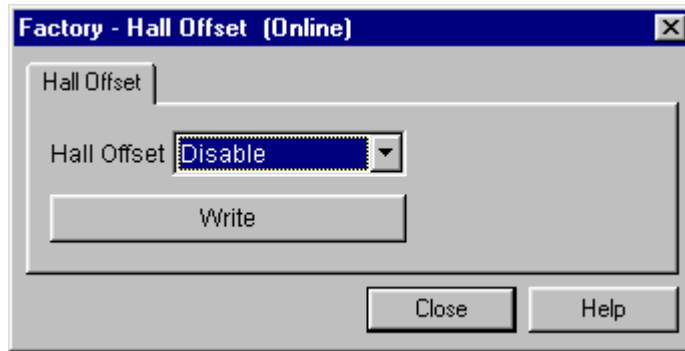 Factory - Hall Offset (Online)
Hall Offset
Hall Offset Disable
Write
Close Help